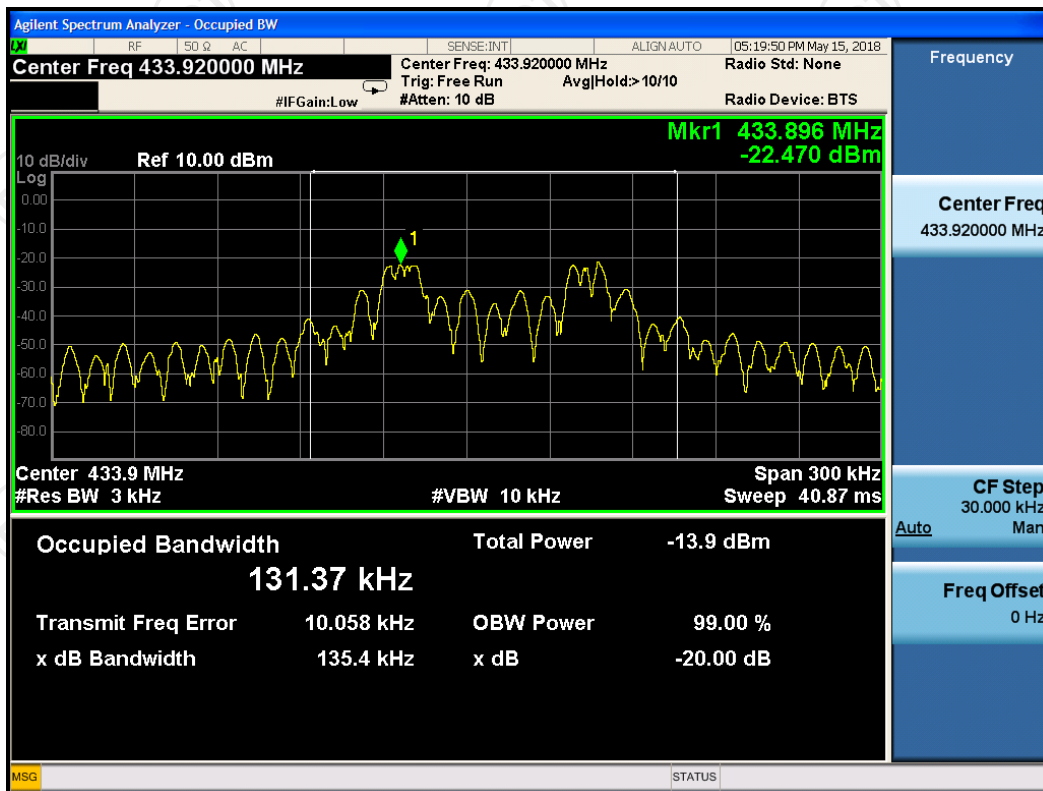 Agilent Spectrum Analyzer - Occupied BW
LXI RF 50 Ω AC SENSE:INT ALIGN AUTO 05:19:50 PM May 15, 2018
Center Freq 433.920000 MHz
Center Freq: 433.920000 MHz
Radio Std: None
Trig: Free Run
Avg|Hold:>10/10
#IFGain:Low
#Atten: 10 dB
Radio Device: BTS
Mkr1 433.896 MHz
-22.470 dBm
10 dB/div
Ref 10.00 dBm
Log
0.00
-10.0
-20.0
-30.0
-40.0
-50.0
-60.0
-70.0
-80.0
1
Center 433.9 MHz
Span 300 kHz
#Res BW 3 kHz
#VBW 10 kHz
Sweep 40.87 ms
Occupied Bandwidth
131.37 kHz
Total Power -13.9 dBm
Transmit Freq Error 10.058 kHz
OBW Power 99.00 %
x dB Bandwidth 135.4 kHz
x dB -20.00 dB
Frequency
Center Freq
433.920000 MHz
CF Step
30.000 kHz
Auto Man
Freq Offset
0 Hz
MSG
STATUS